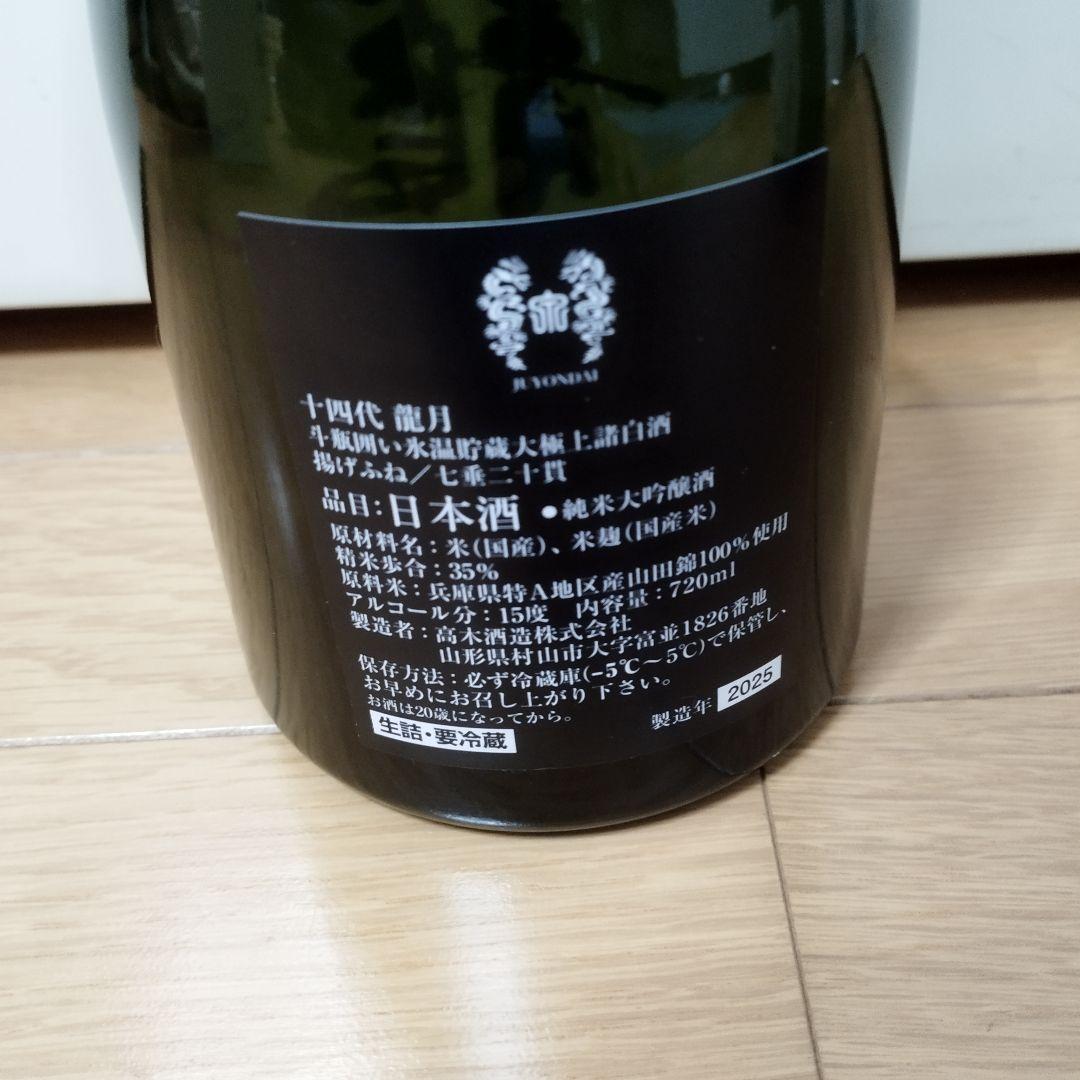 JUYONDAI
十四代 龍月
斗瓶囲い氷温貯蔵大極上諸白酒
揚げふね／七垂二十貫
品目：日本酒 ●純米大吟醸酒
原材料名：米(国産)、米麹(国産米)
精米歩合：35%
原料米：兵庫県特A地区産山田錦100%使用
アルコール分：15度 内容量：720ml
製造者：高木酒造株式会社
山形県村山市大字富並1826番地
保存方法：必ず冷蔵庫(-5℃～5℃)で保管し、
お早めにお召し上がり下さい。
お酒は20歳になってから。
製造年 2025
生詰・要冷蔵